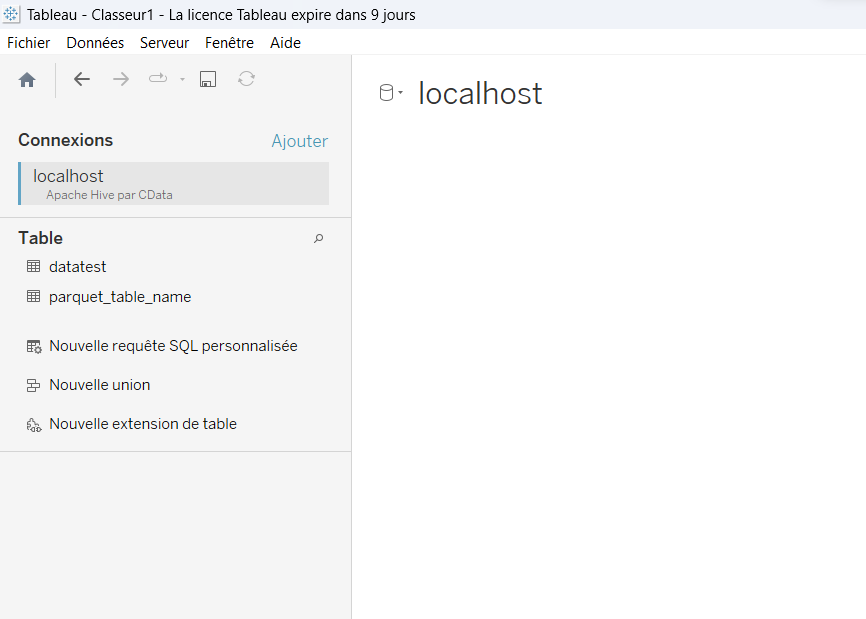 Tableau - Classeur1 - La licence Tableau expire dans 9 jours
Fichier Données Serveur Fenêtre Aide
localhost
Connexions Ajouter
localhost
Apache Hive par CData
Table
datatest
parquet_table_name
Nouvelle requête SQL personnalisée
Nouvelle union
Nouvelle extension de table